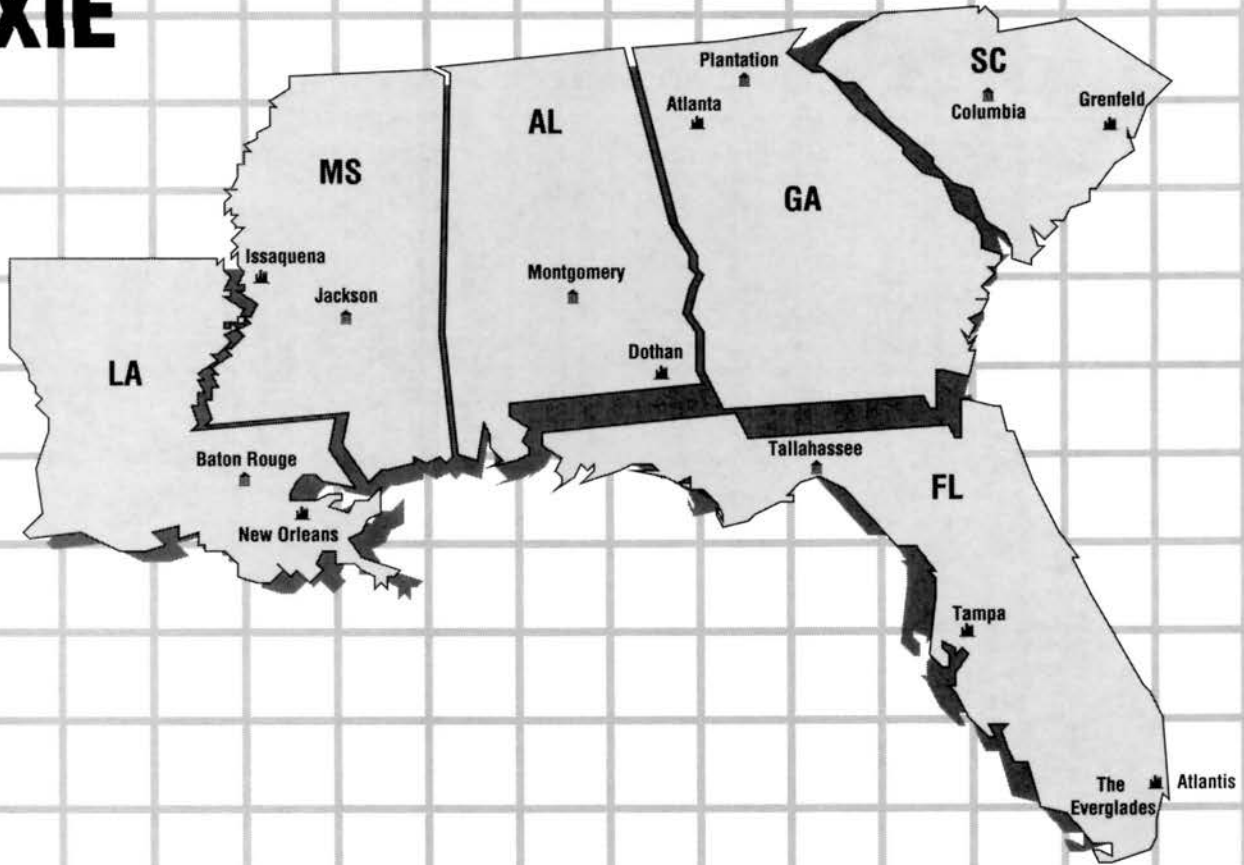 XIE
Plantation
SC
Atlanta
Columbia
Grenfeld
AL
MS
GA
Issaquena
Jackson
Montgomery
LA
Dothan
Baton Rouge
Tallahassee
FL
New Orleans
Tampa
The
Everglades
Atlantis